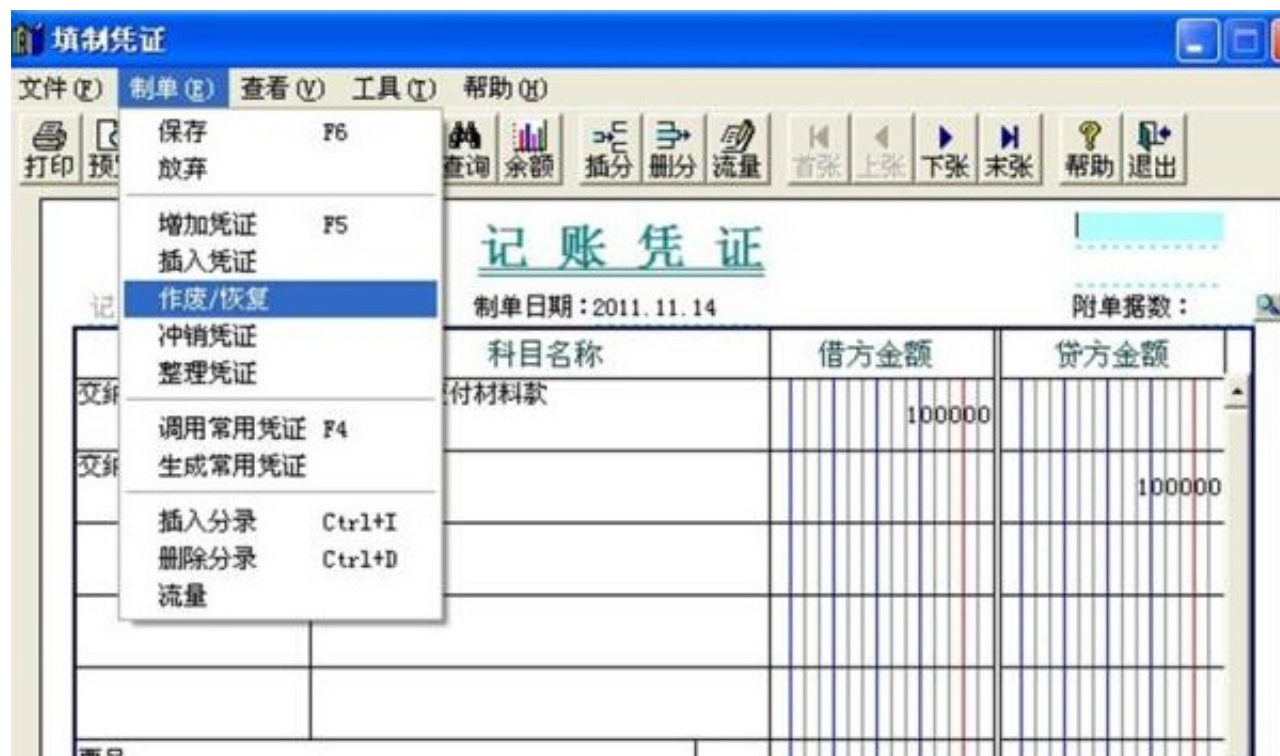 填制凭证
文件(F) 制单(E) 查看(V) 工具(T) 帮助(H)
打印 预 查询 余额 插分 删分 流量 首张 上张 下张 末张 帮助 退出
保存 F6
放弃
增加凭证 F5
插入凭证
作废/恢复
冲销凭证
整理凭证
调用常用凭证 F4
生成常用凭证
插入分录 Ctrl+I
删除分录 Ctrl+D
流量
记账凭证
记
制单日期：2011.11.14
附单据数：
科目名称 借方金额 贷方金额
交 付材料款 100000
交 100000